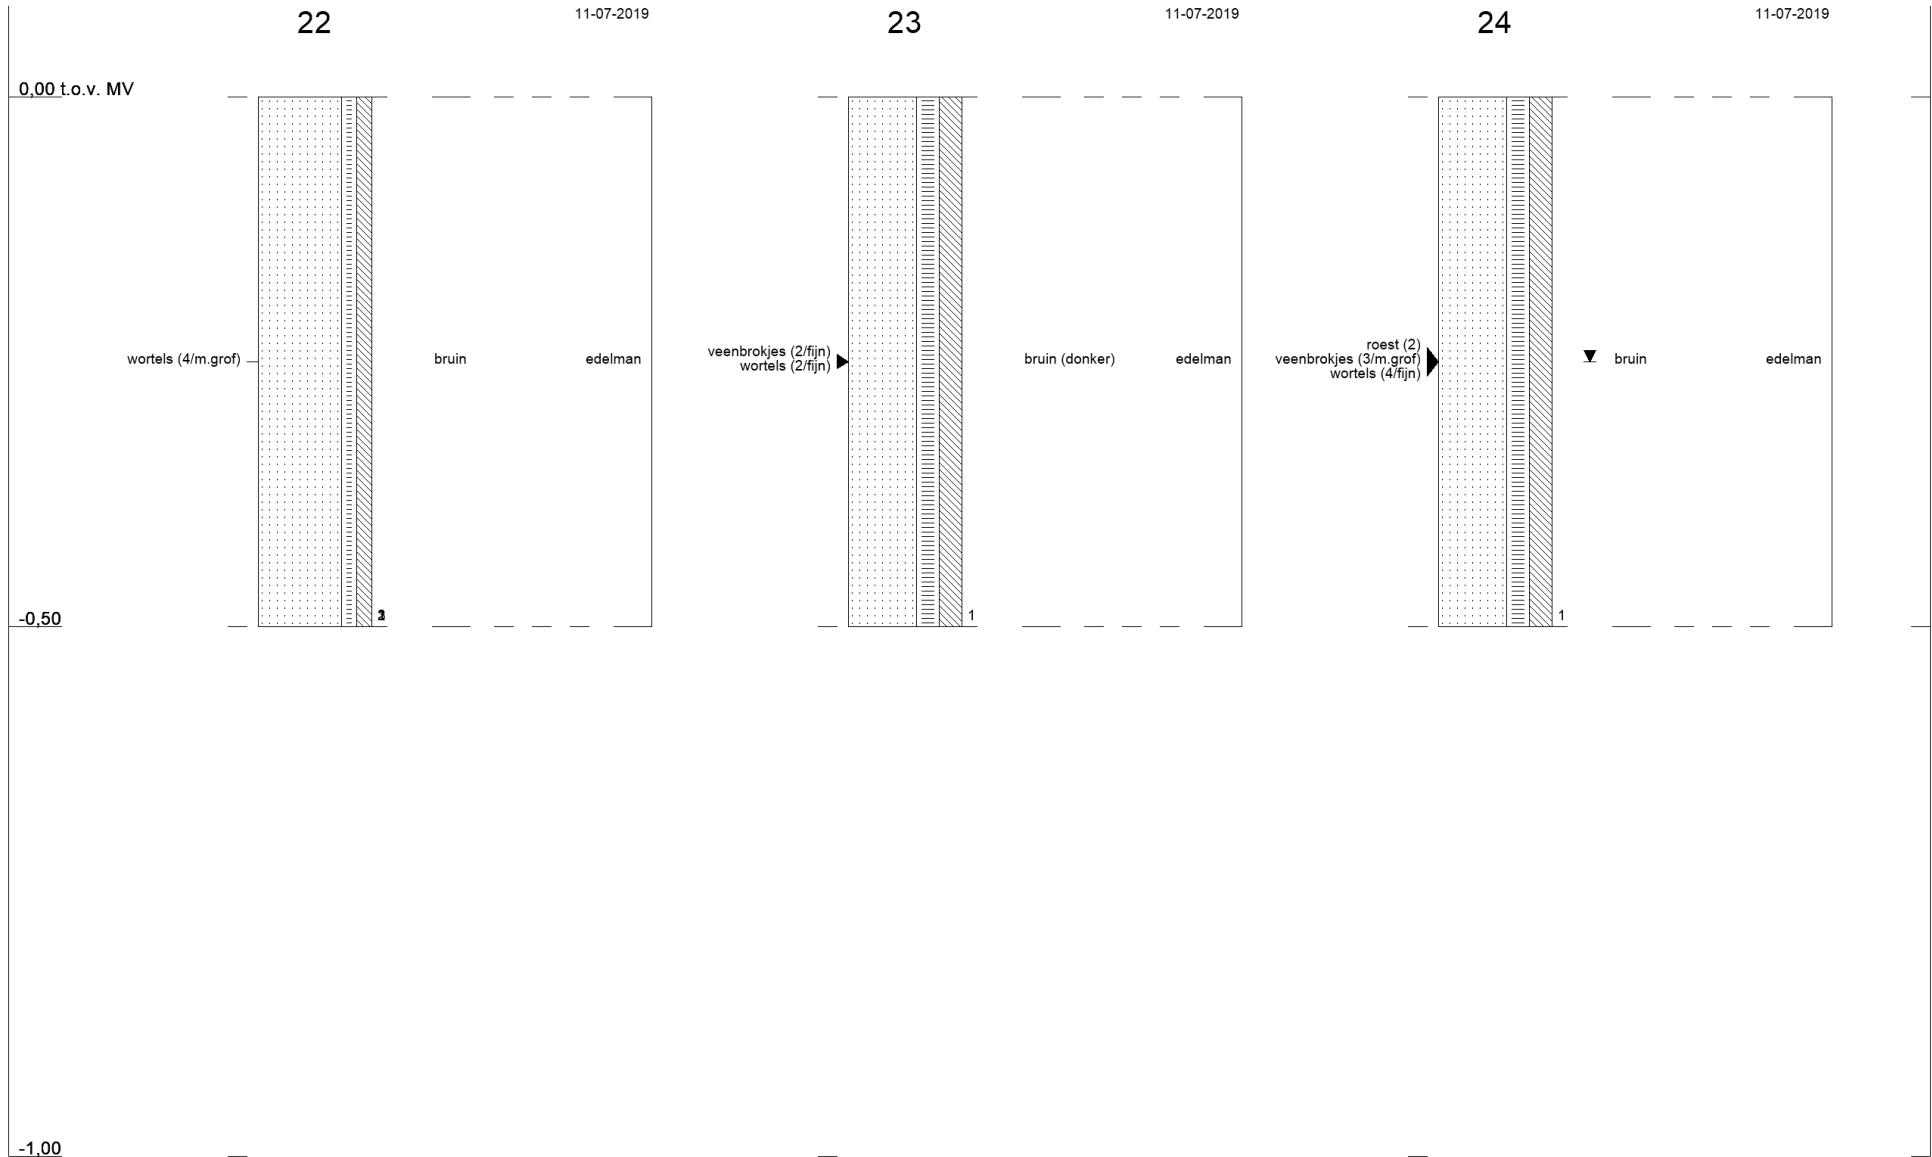 22
11-07-2019
23
11-07-2019
24
11-07-2019
0,00 t.o.v. MV
wortels (4/m.grof)
bruin
edelman
veenbrokjes (2/fijn)
wortels (2/fijn)
bruin (donker)
edelman
roest (2)
veenbrokjes (3/m.grof)
wortels (4/fijn)
bruin
edelman
-0,50
1
1
-1,00